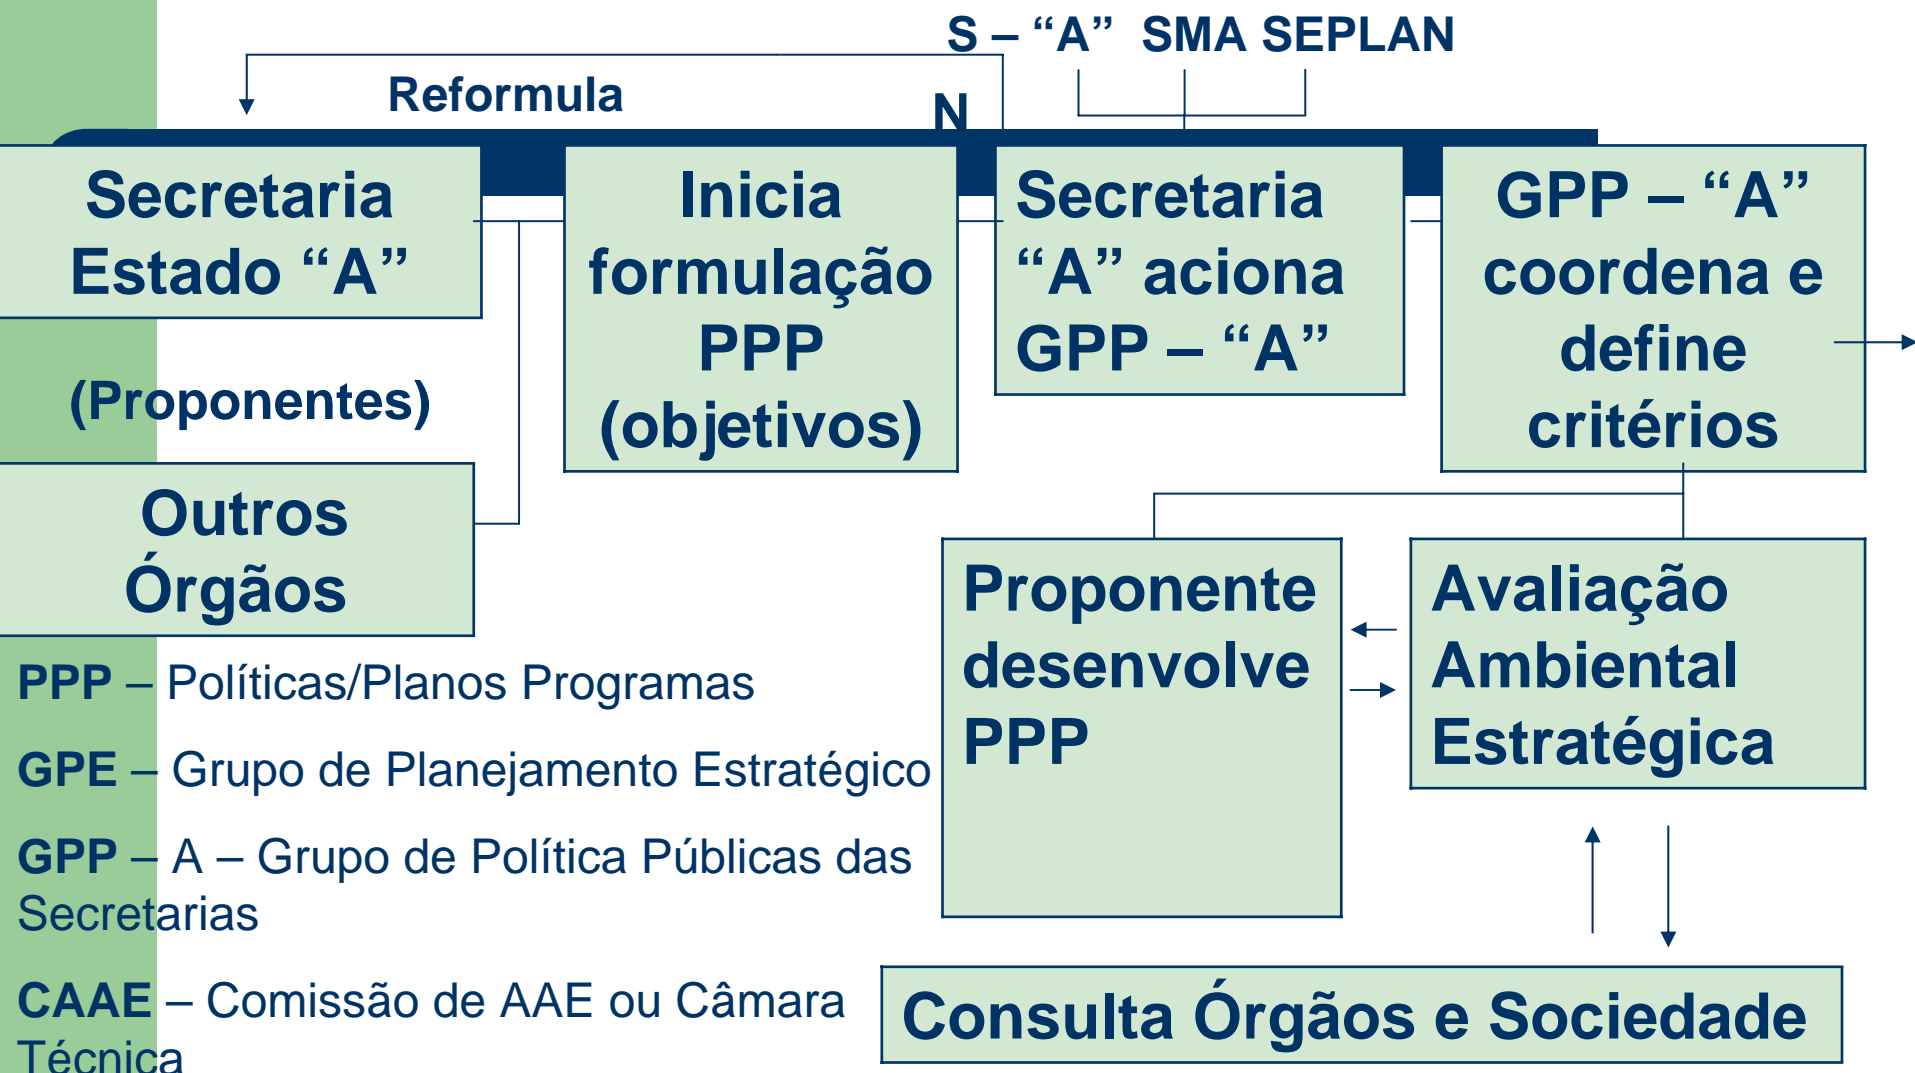 S – “A” SMA SEPLAN
Reformula
N
Secretaria
Estado “A”
Inicia
formulação
PPP
(objetivos)
Secretaria
“A” aciona
GPP – “A”
GPP – “A”
coordena e
define
critérios
(Proponentes)
Outros
Órgãos
Proponente
desenvolve
PPP
Avaliação
Ambiental
Estratégica
PPP – Políticas/Planos Programas
GPE – Grupo de Planejamento Estratégico
GPP – A – Grupo de Política Públicas das
Secretarias
CAAE – Comissão de AAE ou Câmara
Técnica
Consulta Órgãos e Sociedade